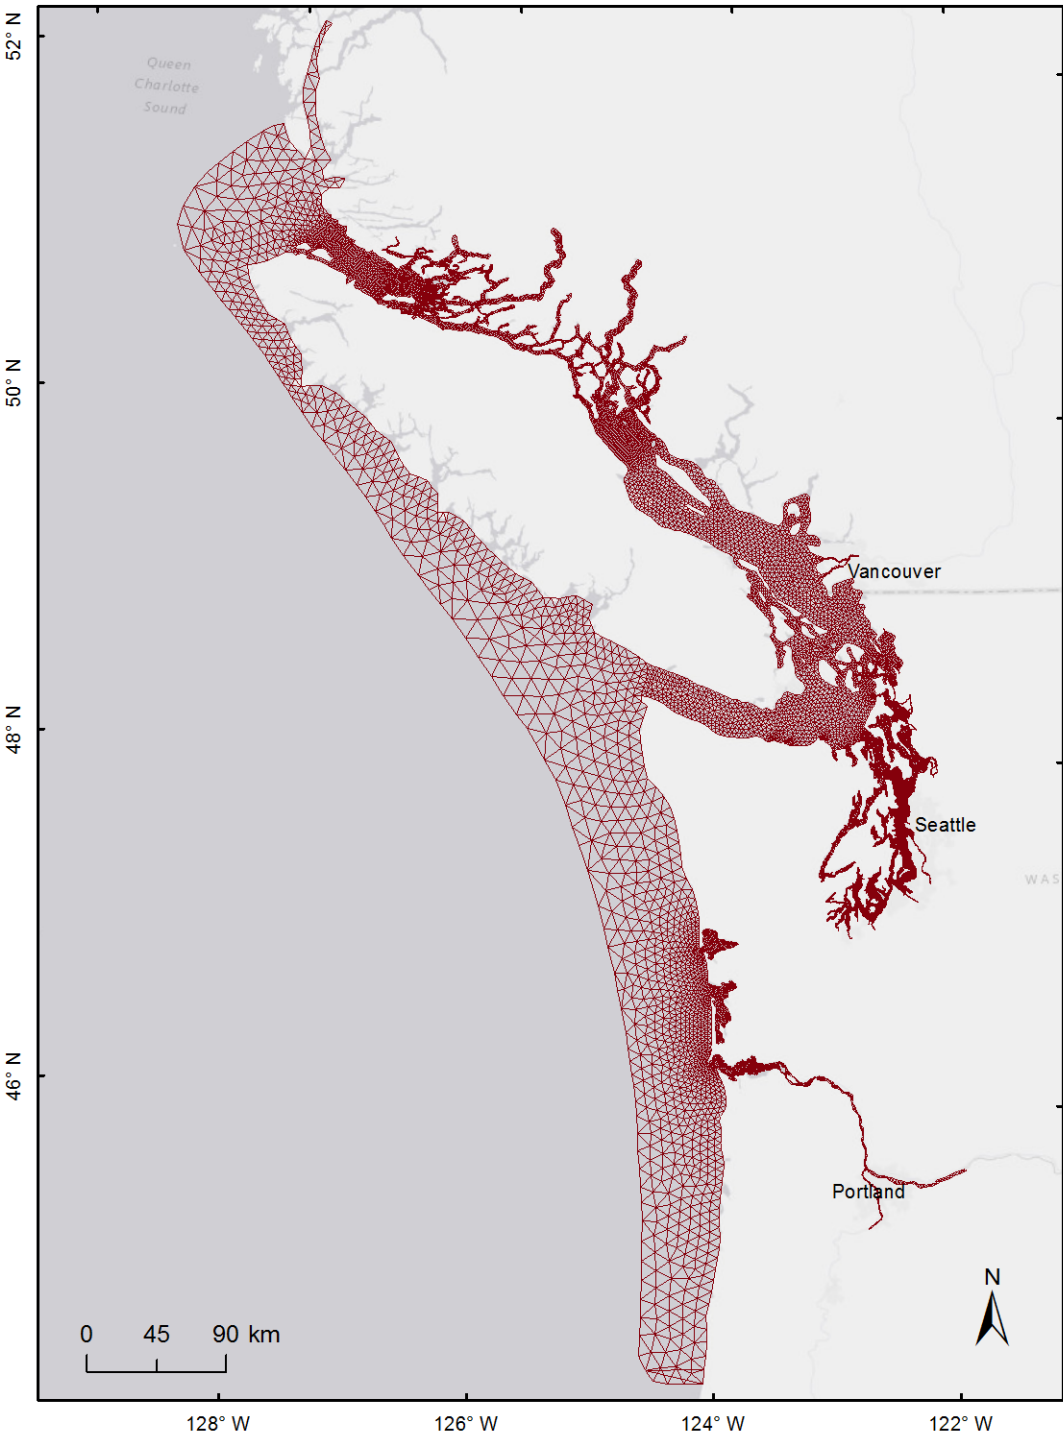 52° N
Queen
Charlotte
Sound
50° N
Vancouver
48° N
Seattle
WAS
46° N
Portland
N
0 45 90 km
128° W 126° W 124° W 122° W